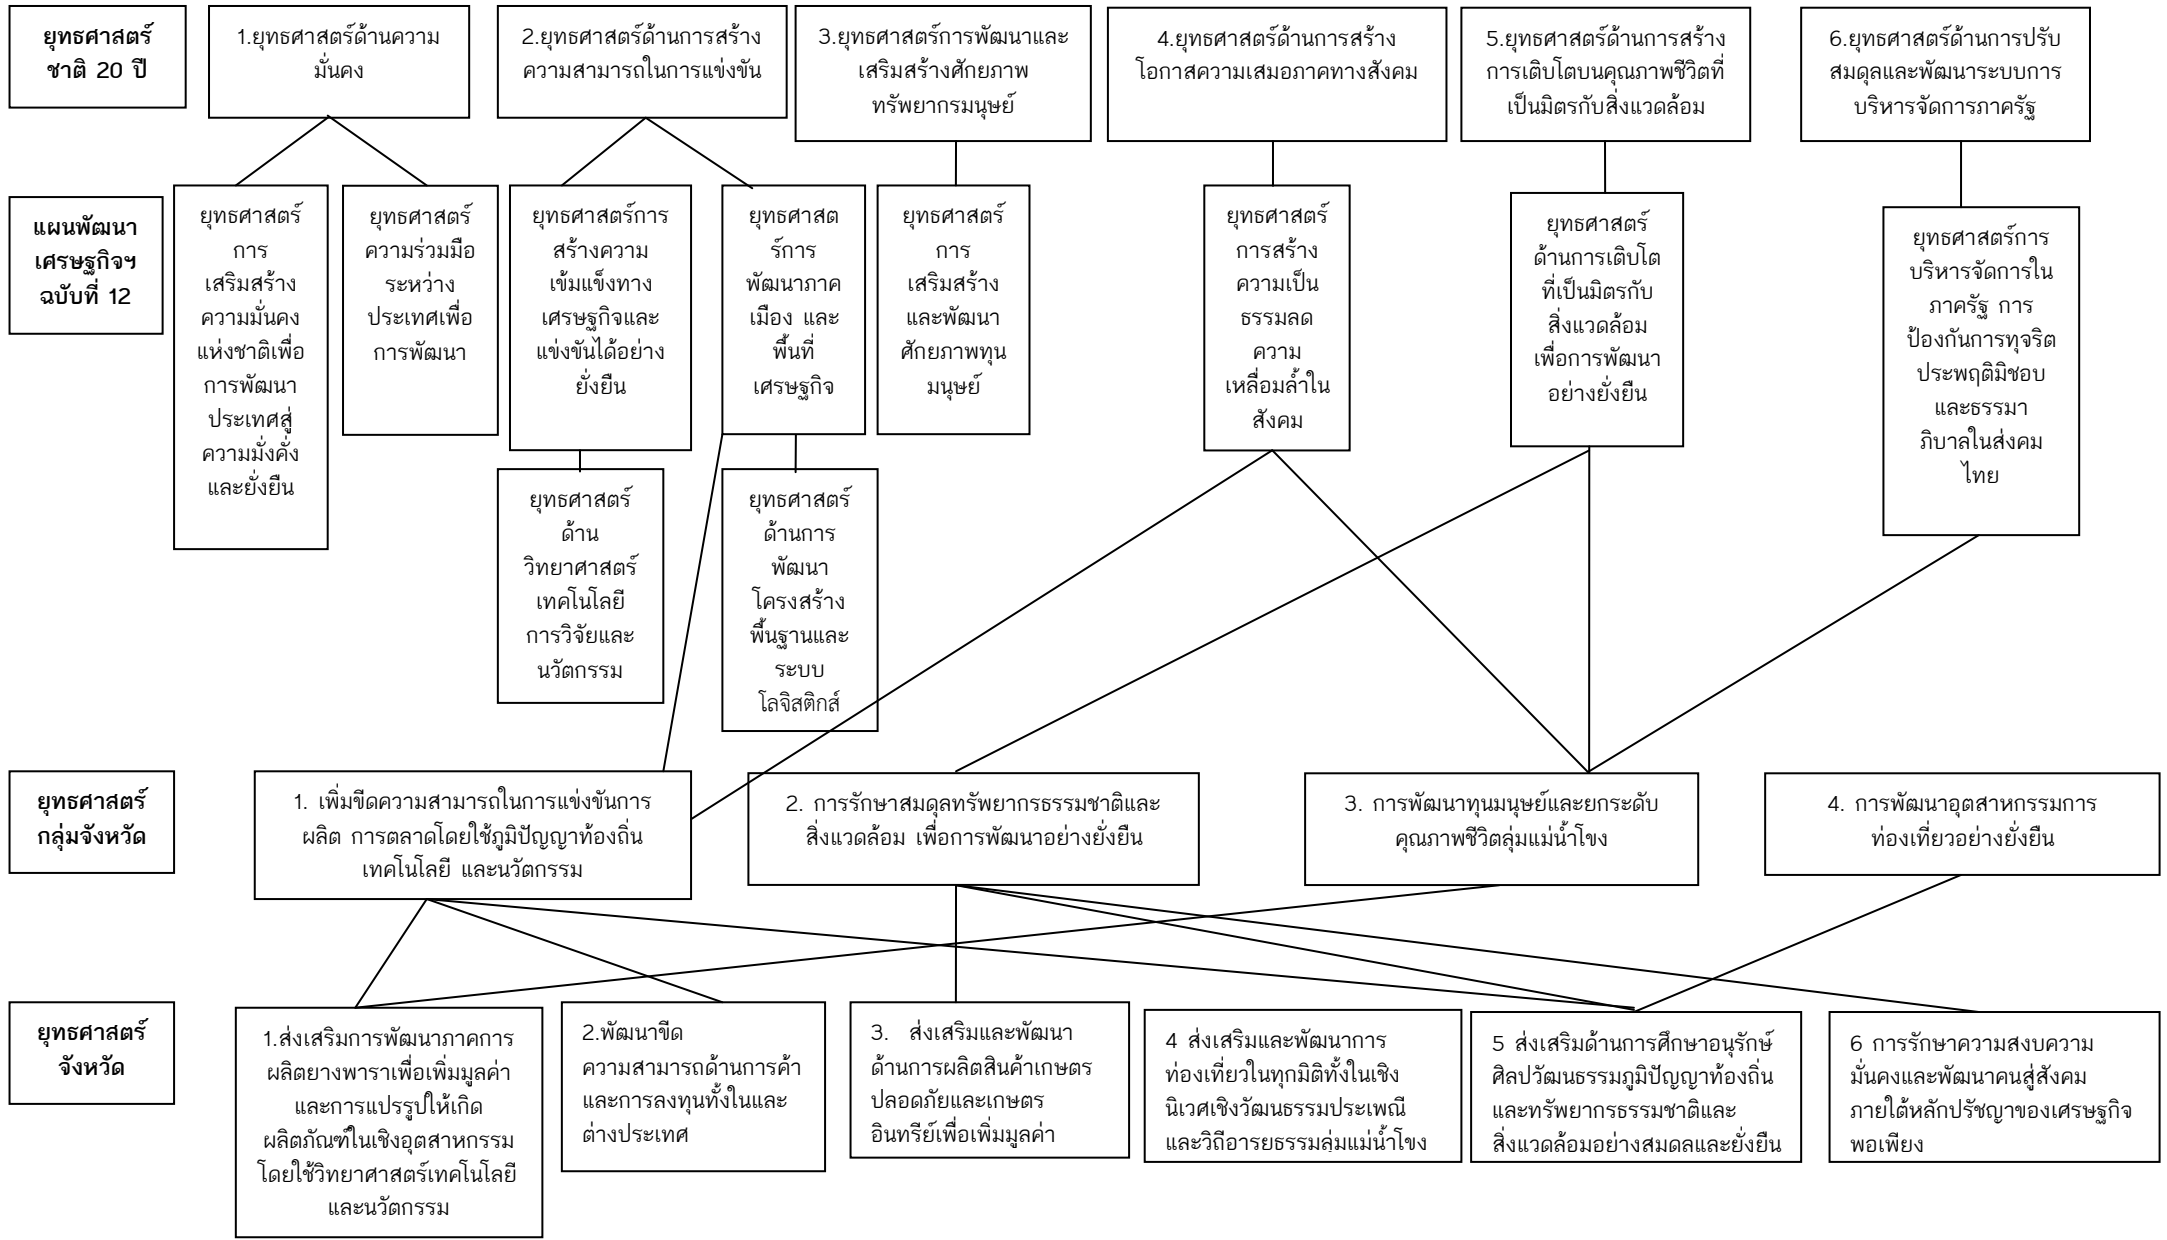 ยุทธศาสตร์
ชาติ 20 ปี
1.ยุทธศาสตร์ด้านความ
มั่นคง
2.ยุทธศาสตร์ด้านการสร้าง
ความสามารถในการแข่งขัน
3.ยุทธศาสตร์การพัฒนาและ
เสริมสร้างศักยภาพ
ทรัพยากรมนุษย์
4.ยุทธศาสตร์ด้านการสร้าง
โอกาสความเสมอภาคทางสังคม
5.ยุทธศาสตร์ด้านการสร้าง
การเติบโตบนคุณภาพชีวิตที่
เป็นมิตรกับสิ่งแวดล้อม
6.ยุทธศาสตร์ด้านการปรับ
สมดุลและพัฒนาระบบการ
บริหารจัดการภาครัฐ
แผนพัฒนา
เศรษฐกิจฯ
ฉบับที่ 12
ยุทธศาสตร์
การ
เสริมสร้าง
ความมั่นคง
แห่งชาติเพื่อ
การพัฒนา
ประเทศสู่
ความมั่งคั่ง
และยั่งยืน
ยุทธศาสตร์
ความร่วมมือ
ระหว่าง
ประเทศเพื่อ
การพัฒนา
ยุทธศาสตร์การ
สร้างความ
เข้มแข็งทาง
เศรษฐกิจและ
แข่งขันได้อย่าง
ยั่งยืน
ยุทธศาสต
ร์การ
พัฒนาภาค
เมือง และ
พื้นที่
เศรษฐกิจ
ยุทธศาสตร์
การ
เสริมสร้าง
และพัฒนา
ศักยภาพทุน
มนุษย์
ยุทธศาสตร์
การสร้าง
ความเป็น
ธรรมลด
ความ
เหลื่อมล้ำใน
สังคม
ยุทธศาสตร์
ด้านการเติบโต
ที่เป็นมิตรกับ
สิ่งแวดล้อม
เพื่อการพัฒนา
อย่างยั่งยืน
ยุทธศาสตร์การ
บริหารจัดการใน
ภาครัฐ การ
ป้องกันการทุจริต
ประพฤติมิชอบ
และธรรมา
ภิบาลในส่งคม
ไทย
ยุทธศาสตร์
ด้าน
วิทยาศาสตร์
เทคโนโลยี
การวิจัยและ
นวัตกรรม
ยุทธศาสตร์
ด้านการ
พัฒนา
โครงสร้าง
พื้นฐานและ
ระบบ
โลจิสติกส์
ยุทธศาสตร์
กลุ่มจังหวัด
1. เพิ่มขีดความสามารถในการแข่งขันการ
ผลิต การตลาดโดยใช้ภูมิปัญญาท้องถิ่น
เทคโนโลยี และนวัตกรรม
2. การรักษาสมดุลทรัพยากรธรรมชาติและ
สิ่งแวดล้อม เพื่อการพัฒนาอย่างยั่งยืน
3. การพัฒนาทุนมนุษย์และยกระดับ
คุณภาพชีวิตลุ่มแม่น้ำโขง
4. การพัฒนาอุตสาหกรรมการ
ท่องเที่ยวอย่างยั่งยืน
ยุทธศาสตร์
จังหวัด
1.ส่งเสริมการพัฒนาภาคการ
ผลิตยางพาราเพื่อเพิ่มมูลค่า
และการแปรรูปให้เกิด
ผลิตภัณฑ์ในเชิงอุตสาหกรรม
โดยใช้วิทยาศาสตร์เทคโนโลยี
และนวัตกรรม
2.พัฒนาขีด
ความสามารถด้านการค้า
และการลงทุนทั้งในและ
ต่างประเทศ
3. ส่งเสริมและพัฒนา
ด้านการผลิตสินค้าเกษตร
ปลอดภัยและเกษตร
อินทรีย์เพื่อเพิ่มมูลค่า
4 ส่งเสริมและพัฒนาการ
ท่องเที่ยวในทุกมิติทั้งในเชิง
นิเวศเชิงวัฒนธรรมประเพณี
และวิถีอารยธรรมลุ่มแม่น้ำโขง
5 ส่งเสริมด้านการศึกษาอนุรักษ์
ศิลปวัฒนธรรมภูมิปัญญาท้องถิ่น
และทรัพยากรธรรมชาติและ
สิ่งแวดล้อมอย่างสมดุลและยั่งยืน
6 การรักษาความสงบความ
มั่นคงและพัฒนาคนสู่สังคม
ภายใต้หลักปรัชญาของเศรษฐกิจ
พอเพียง